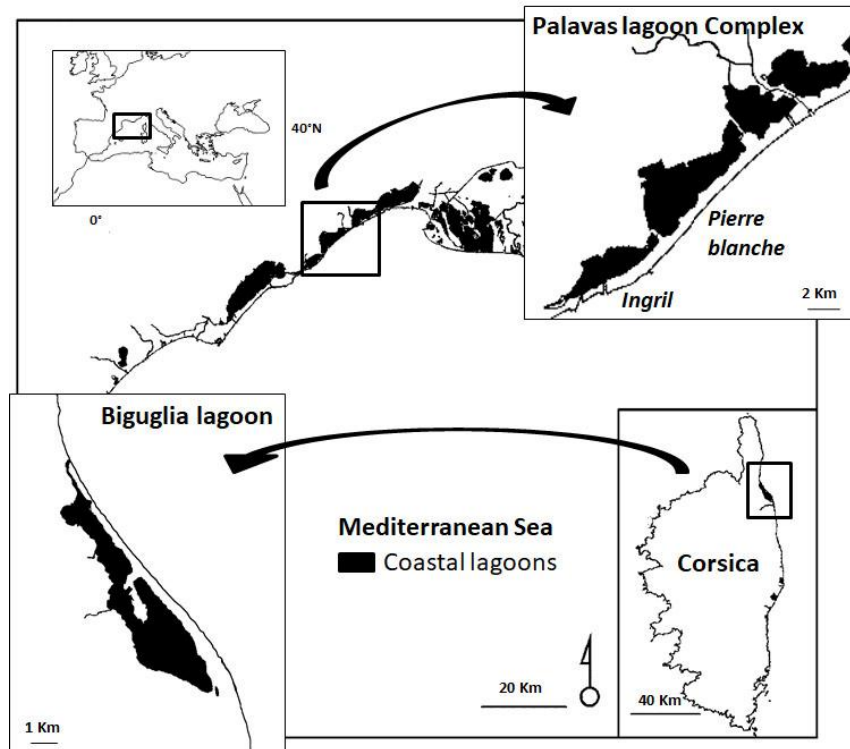 Palavas lagoon Complex
40°N
0°
Pierre
blanche
Ingril
2 Km
Biguglia lagoon
Mediterranean Sea
Coastal lagoons
Corsica
20 Km
40 Km
1 Km